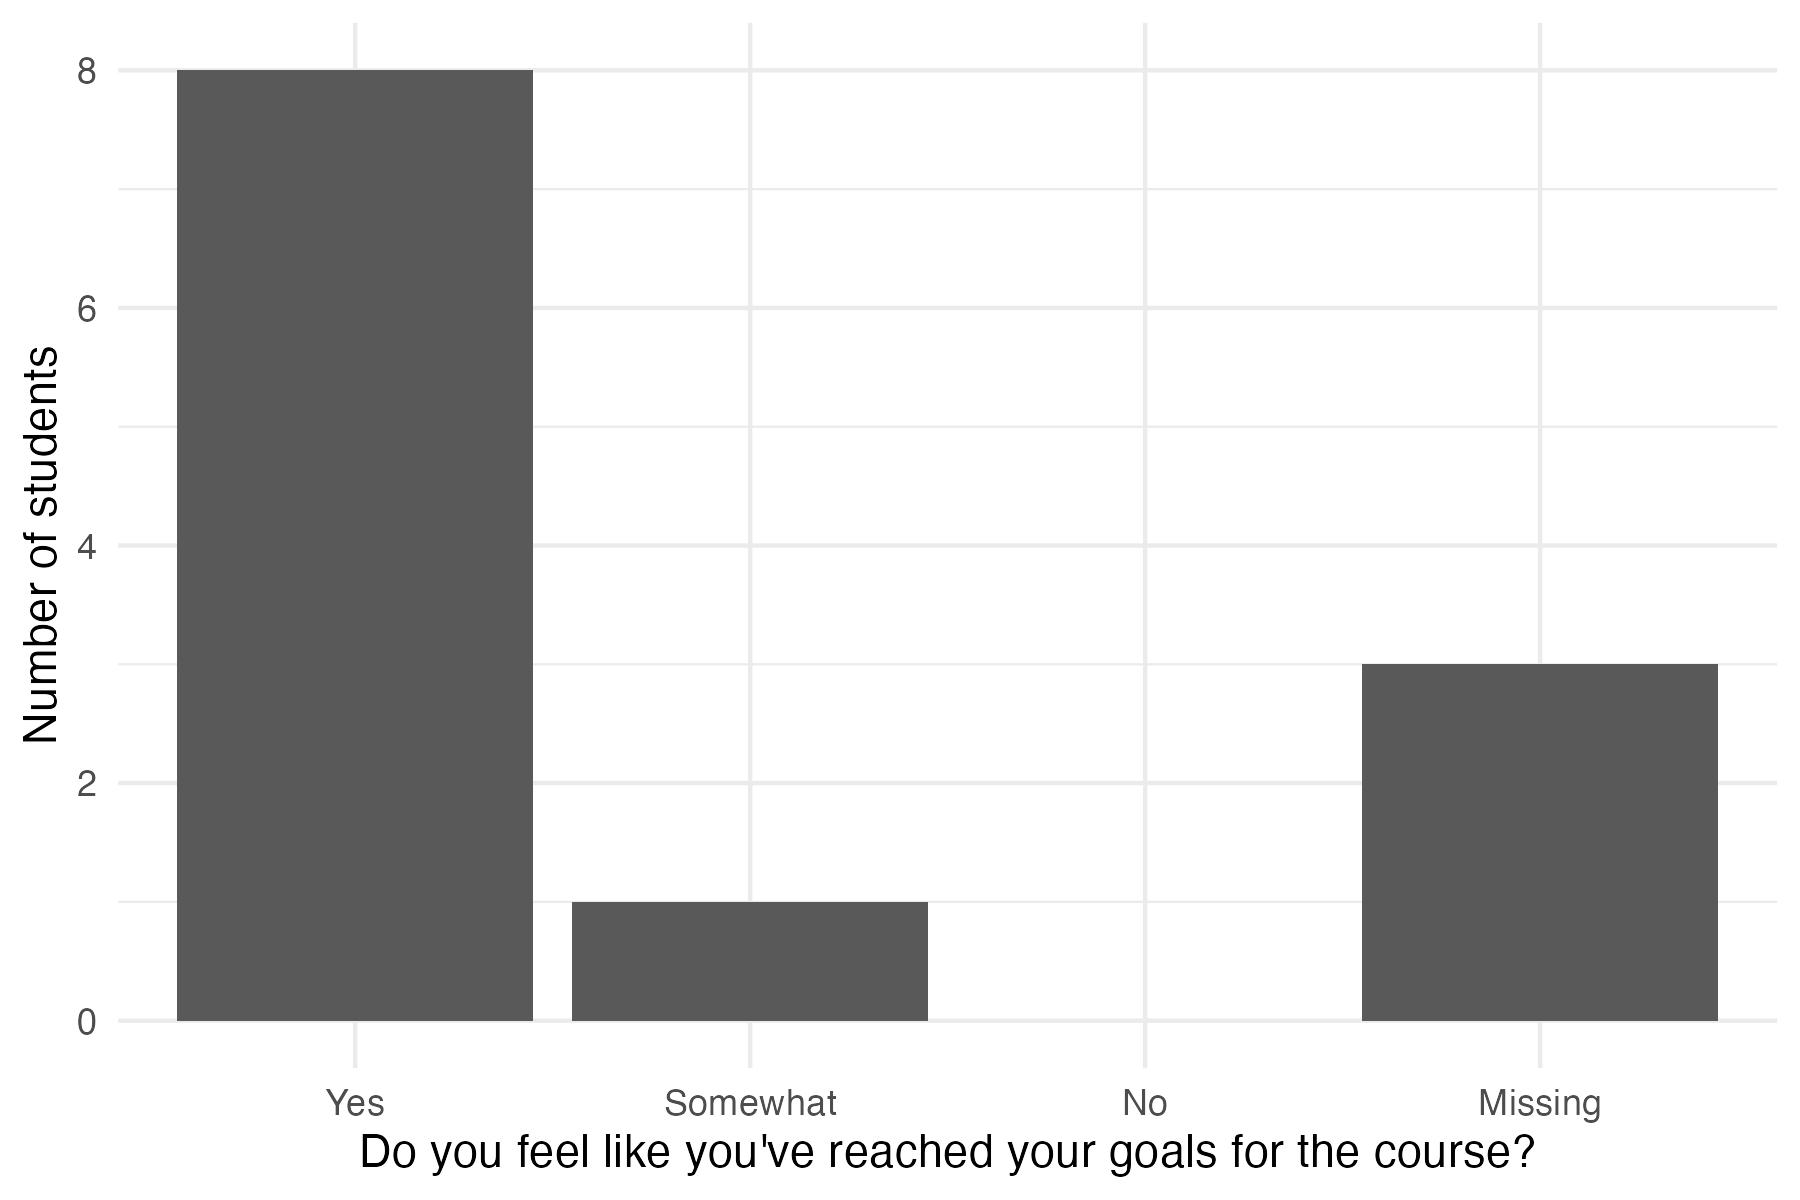 Number of students
8
6
4
2
0
Yes Somewhat No Missing
Do you feel like you've reached your goals for the course?